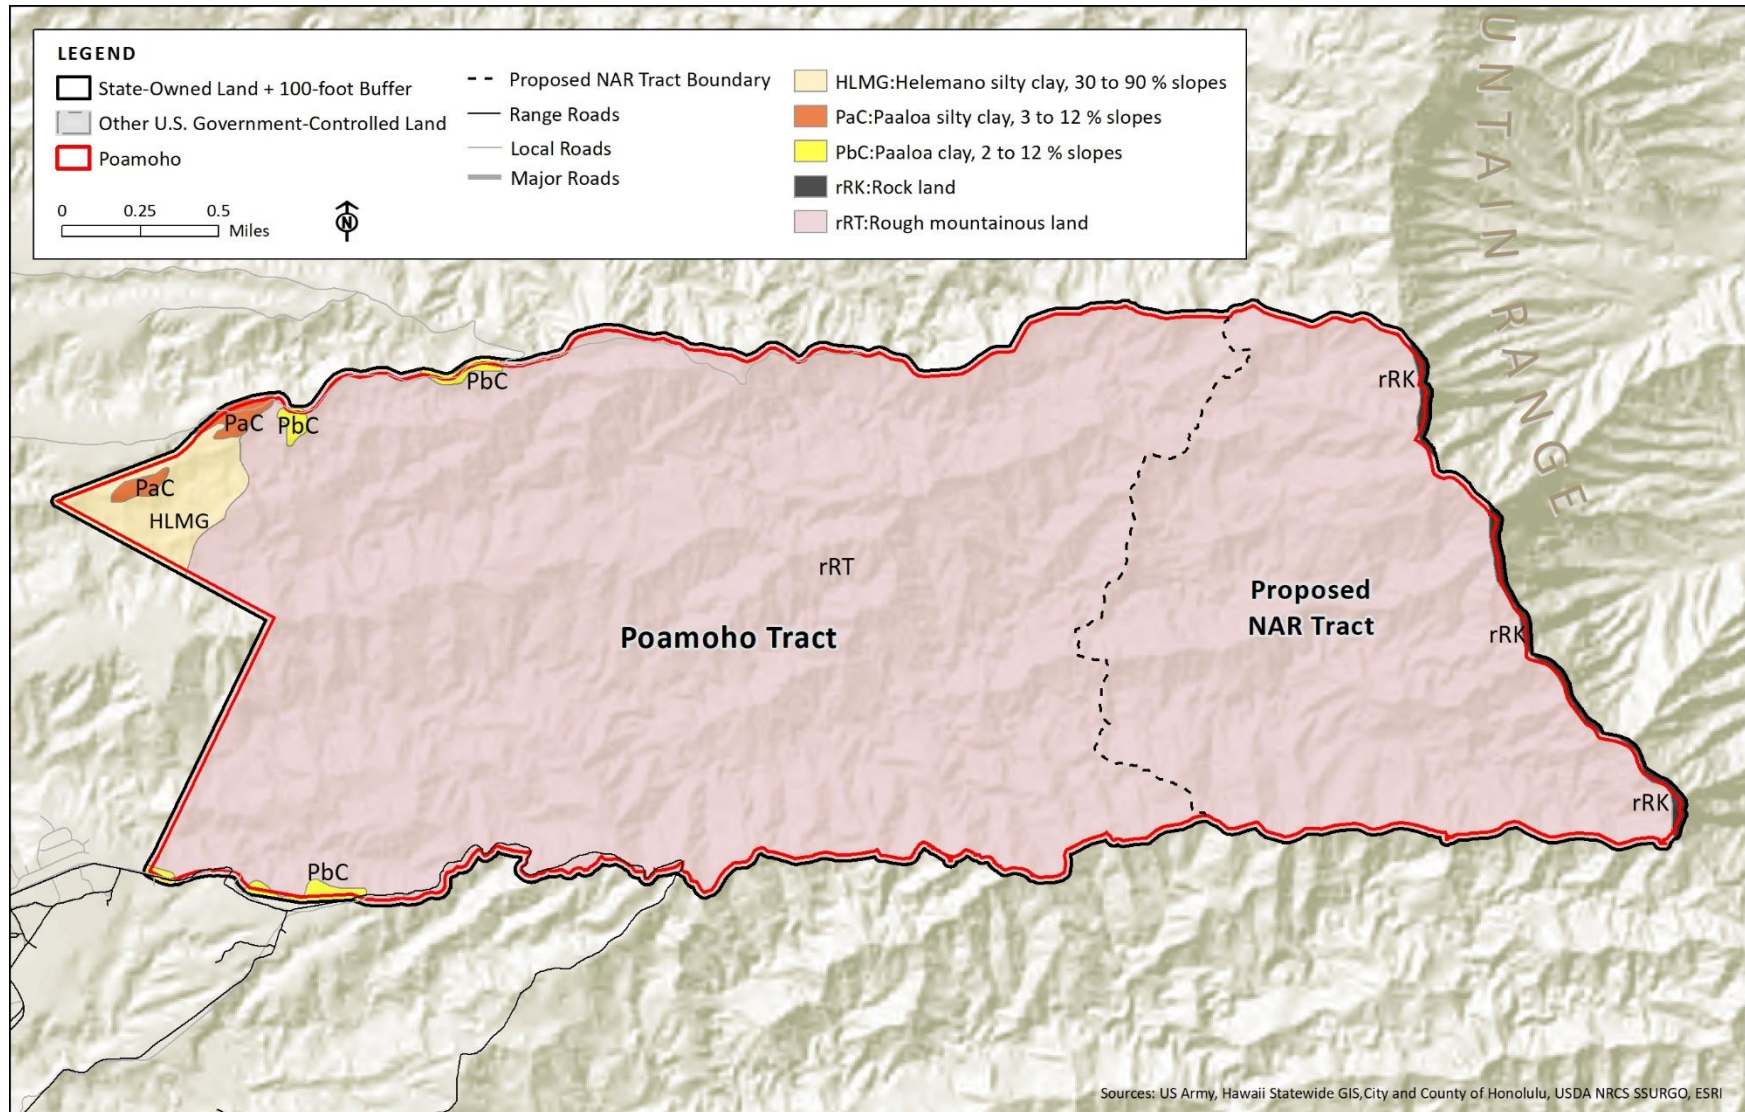 LEGEND
State-Owned Land + 100-foot Buffer
Other U.S. Government-Controlled Land
Poamoho
0 0.25 0.5
Miles
N
Proposed NAR Tract Boundary
Range Roads
Local Roads
Major Roads
HLMG:Helemano silty clay, 30 to 90 % slopes
PaC:Paaloa silty clay, 3 to 12 % slopes
PbC:Paaloa clay, 2 to 12 % slopes
rRK:Rock land
rRT:Rough mountainous land
UNTAIN RANGE
PbC
rRK
PaC
PbC
PaC
HLMG
rRT
Proposed
NAR Tract
Poamoho Tract
rRK
rRK
PbC
Sources: US Army, Hawaii Statewide GIS,City and County of Honolulu, USDA NRCS SSURGO, ESRI